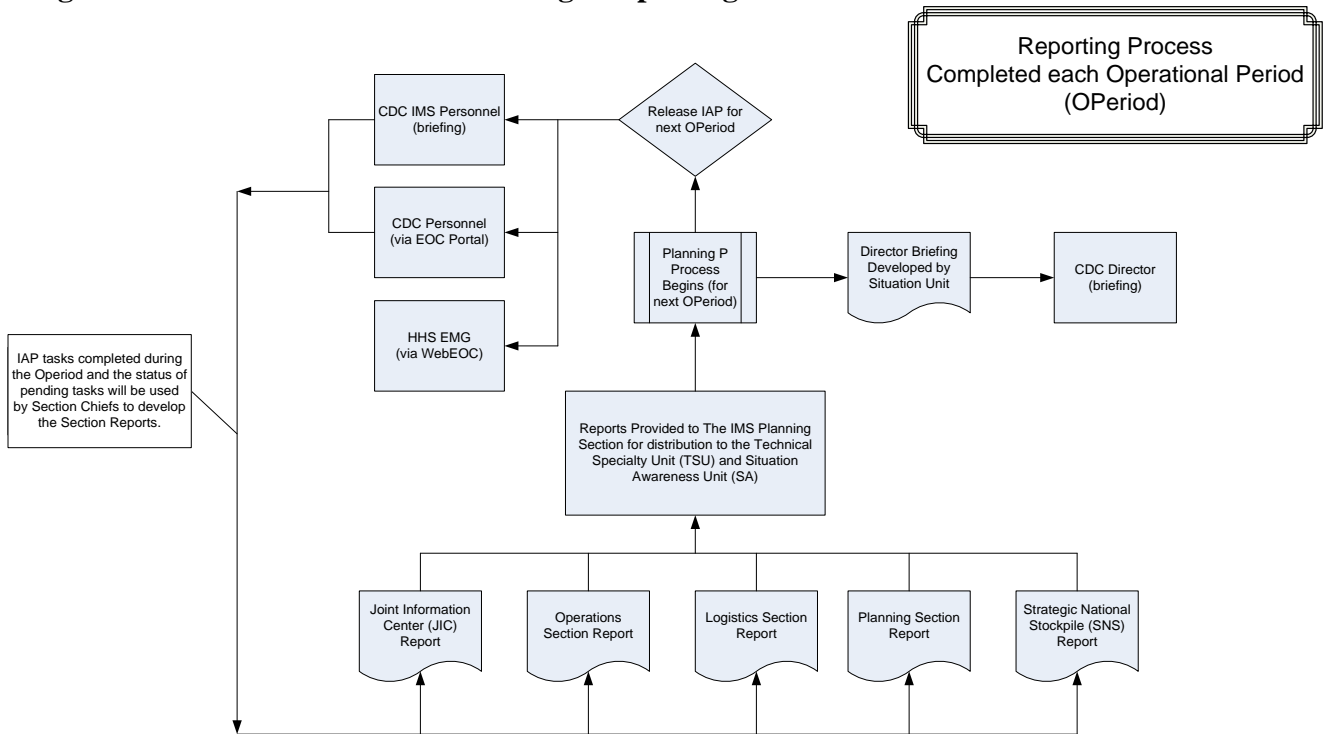 Reporting Process
Completed each Operational Period
(OPeriod)
CDC IMS Personnel
(briefing)
Release IAP for
next OPeriod
CDC Personnel
(via EOC Portal)
Planning P
Process
Begins (for
next OPeriod)
Director Briefing
Developed by
Situation Unit
CDC Director
(briefing)
HHS EMG
(via WebEOC)
IAP tasks completed during
the Operiod and the status of
pending tasks will be used
by Section Chiefs to develop
the Section Reports.
Reports Provided to The IMS Planning
Section for distribution to the Technical
Specialty Unit (TSU) and Situation
Awareness Unit (SA)
Joint Information
Center (JIC)
Report
Operations
Section Report
Logistics Section
Report
Planning Section
Report
Strategic National
Stockpile (SNS)
Report